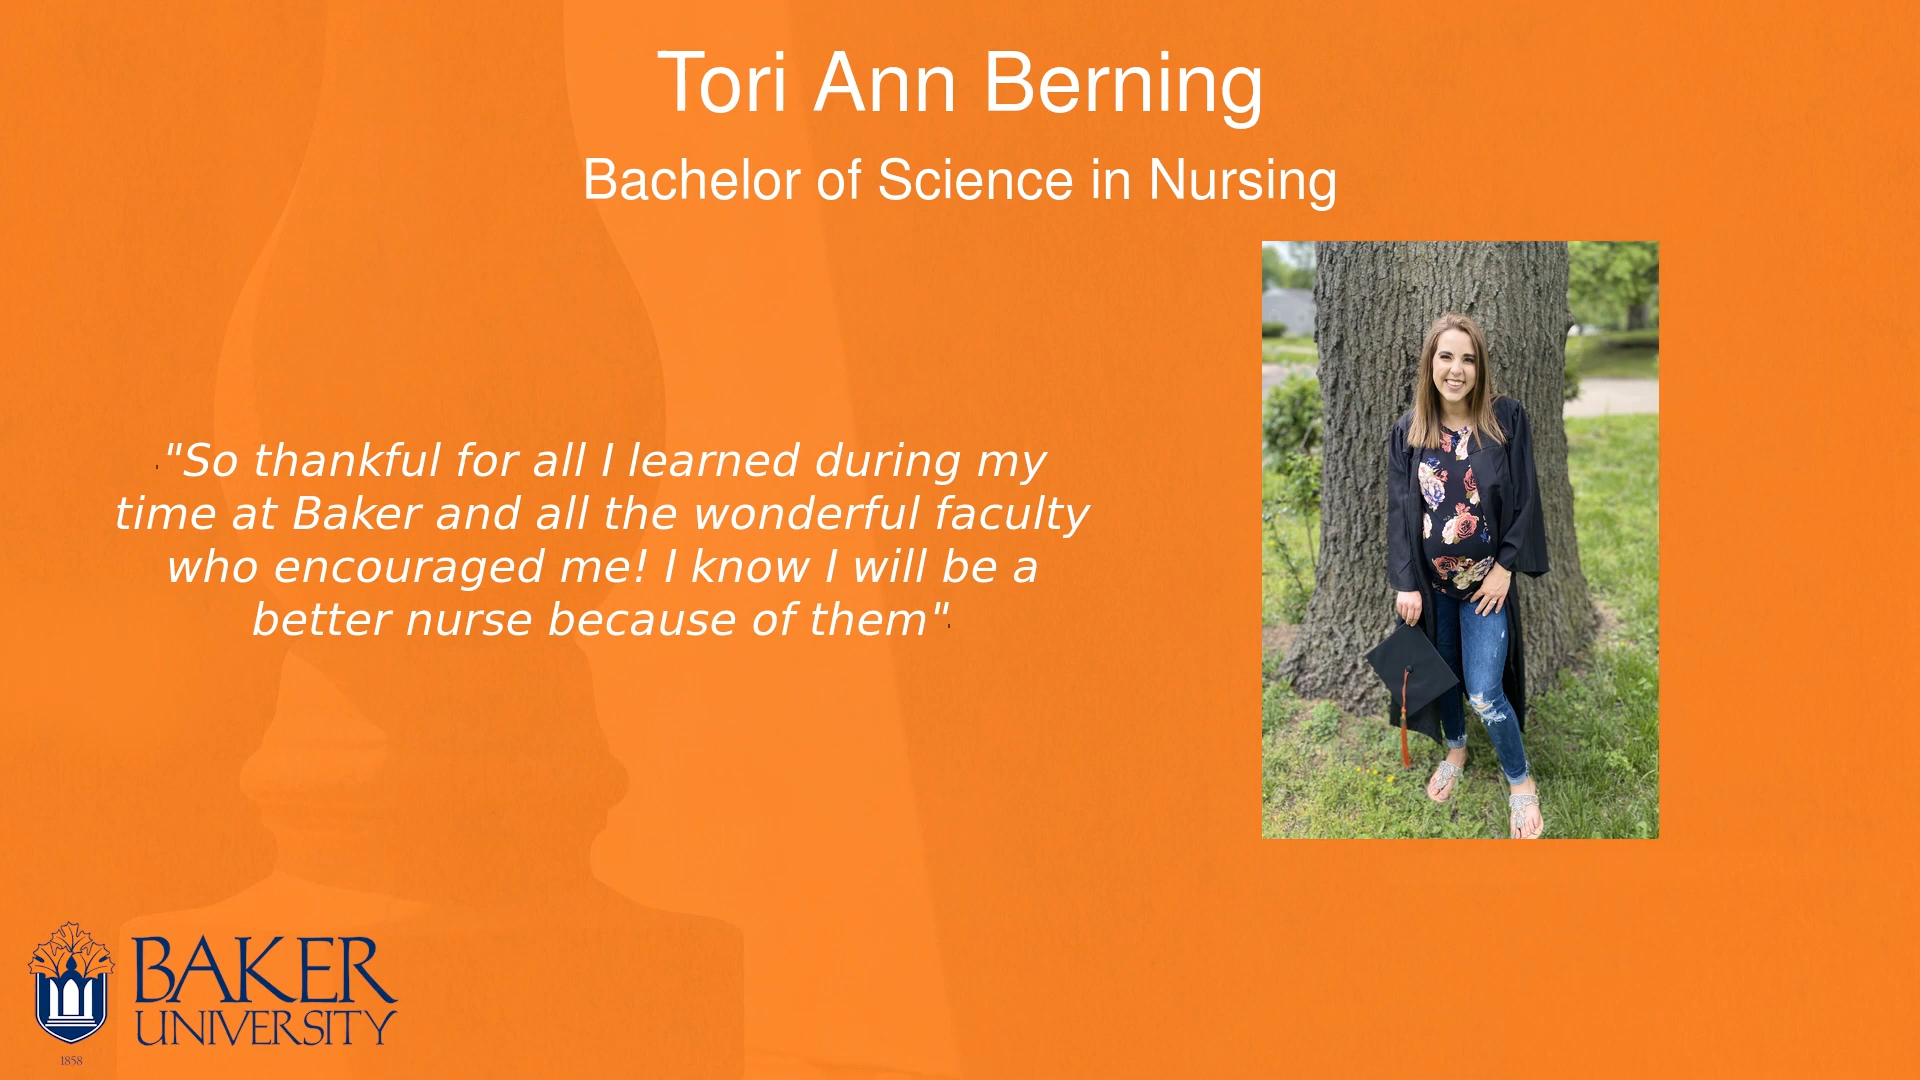 Tori Ann Berning
Bachelor of Science in Nursing
"So thankful for all I learned during my
time at Baker and all the wonderful faculty
who encouraged me! I know I will be a
better nurse because of them"
BAKER
UNIVERSITY
1858